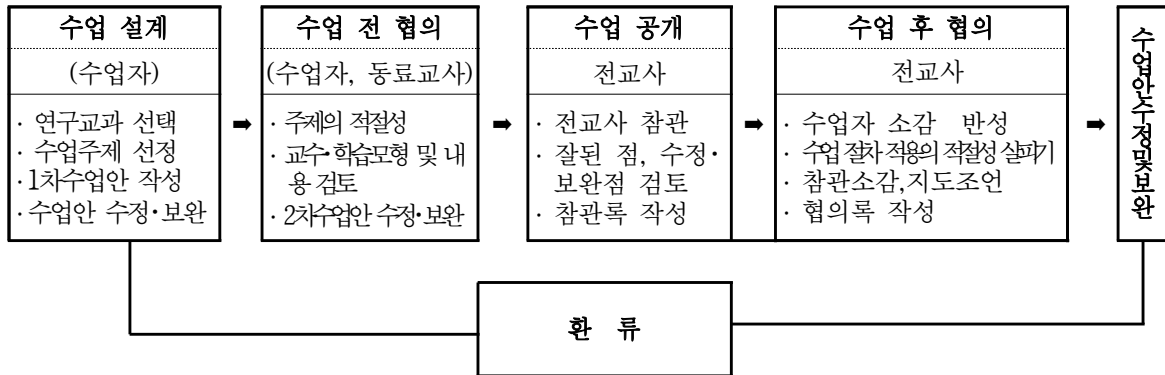 수업 설계
(수업자)
· 연구교과 선택
· 수업주제 선정
· 1차수업안 작성
· 수업안 수정·보완
➡
수업 전 협의
(수업자, 동료교사)
· 주제의 적절성
· 교수·학습모형 및 내
용 검토
· 2차수업안 수정·보완
➡
수업 공개
전교사
· 전교사 참관
· 잘된 점, 수정·
보완점 검토
· 참관록 작성
➡
수업 후 협의
전교사
· 수업자 소감 반성
· 수업 절차 적용의 적절성 살피기
· 참관소감,지도조언
· 협의록 작성
➡
수업안수정및보완
환 류